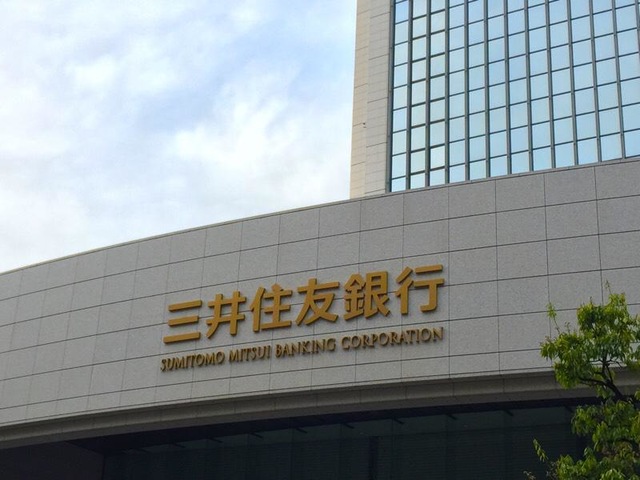 三井住友銀行
SUMITOMO MITSUI BANKING CORPORATION